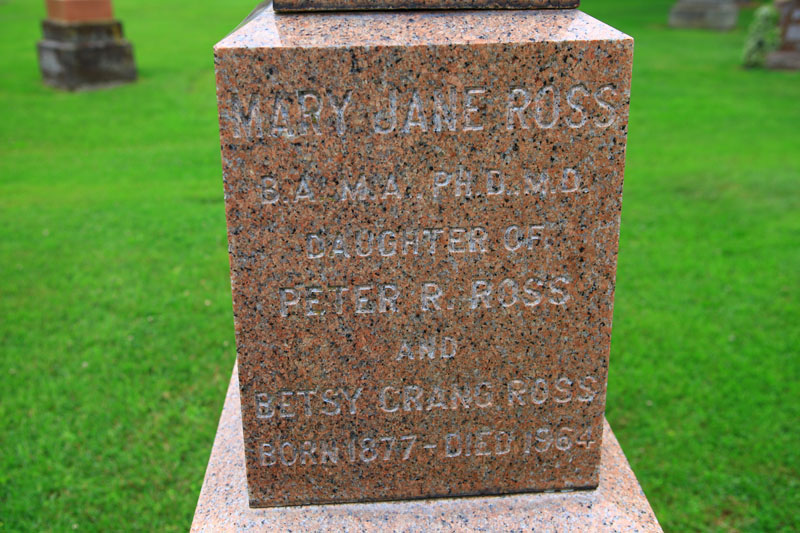 MARY JANE ROSS
B.A. M.A. PH.D. M.D.
DAUGHTER OF
PETER R. ROSS
AND
BETSY CRANG ROSS
BORN 1877 - DIED 1964